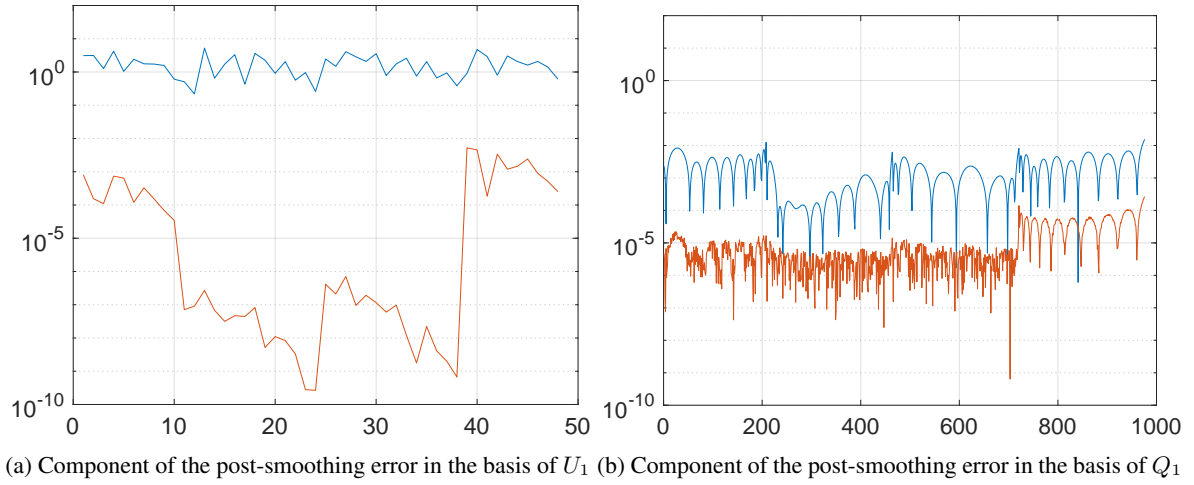 10^0
10^-5
10^-10
0 10 20 30 40 50
10^0
10^-5
10^-10
0 200 400 600 800 1000
(a) Component of the post-smoothing error in the basis of U_1
(b) Component of the post-smoothing error in the basis of Q_1